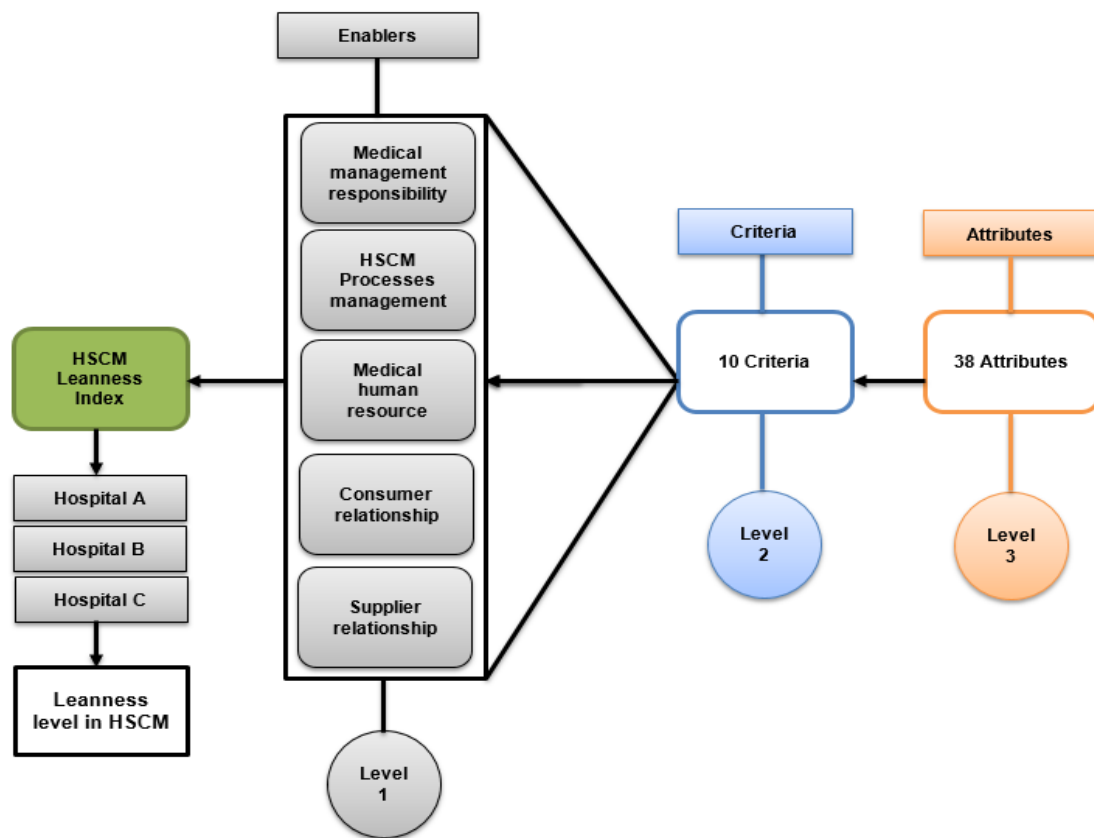 Enablers
Medical
management
responsibility
HSCM
Processes
management
Medical
human
resource
Consumer
relationship
Supplier
relationship
Level
1
Criteria
10 Criteria
Level
2
Attributes
38 Attributes
Level
3
HSCM
Leanness
Index
Hospital A
Hospital B
Hospital C
Leanness
level in HSCM